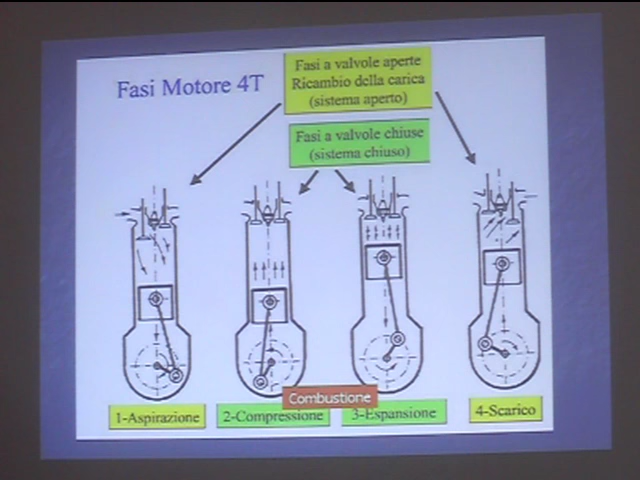 Fasi Motore 4T
Fasi a valvole aperte
Ricambio della carica
(sistema aperto)
Fasi a valvole chiuse
(sistema chiuso)
Combustione
1-Aspirazione
2-Compressione
3-Espansione
4-Scarico